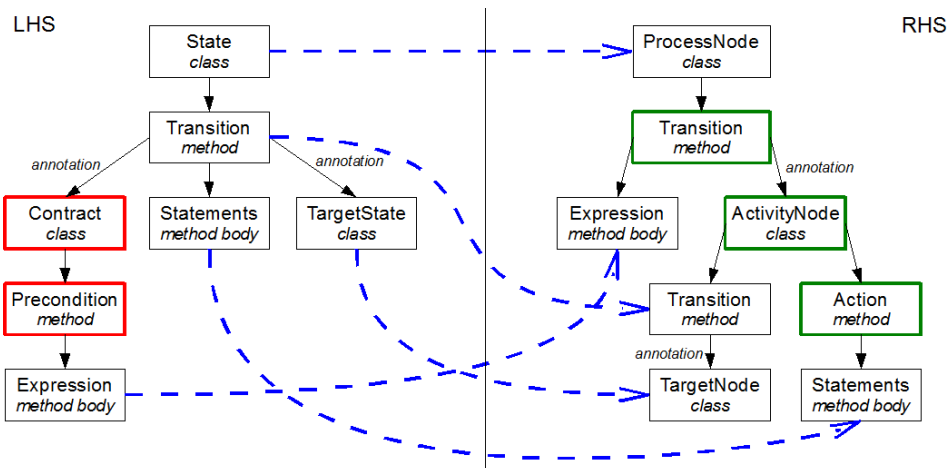 LHS
RHS
State
class
ProcessNode
class
Transition
method
Transition
method
annotation
annotation
annotation
Contract
class
Statements
method body
TargetState
class
Expression
method body
ActivityNode
class
Precondition
method
Transition
method
Action
method
annotation
Expression
method body
TargetNode
class
Statements
method body